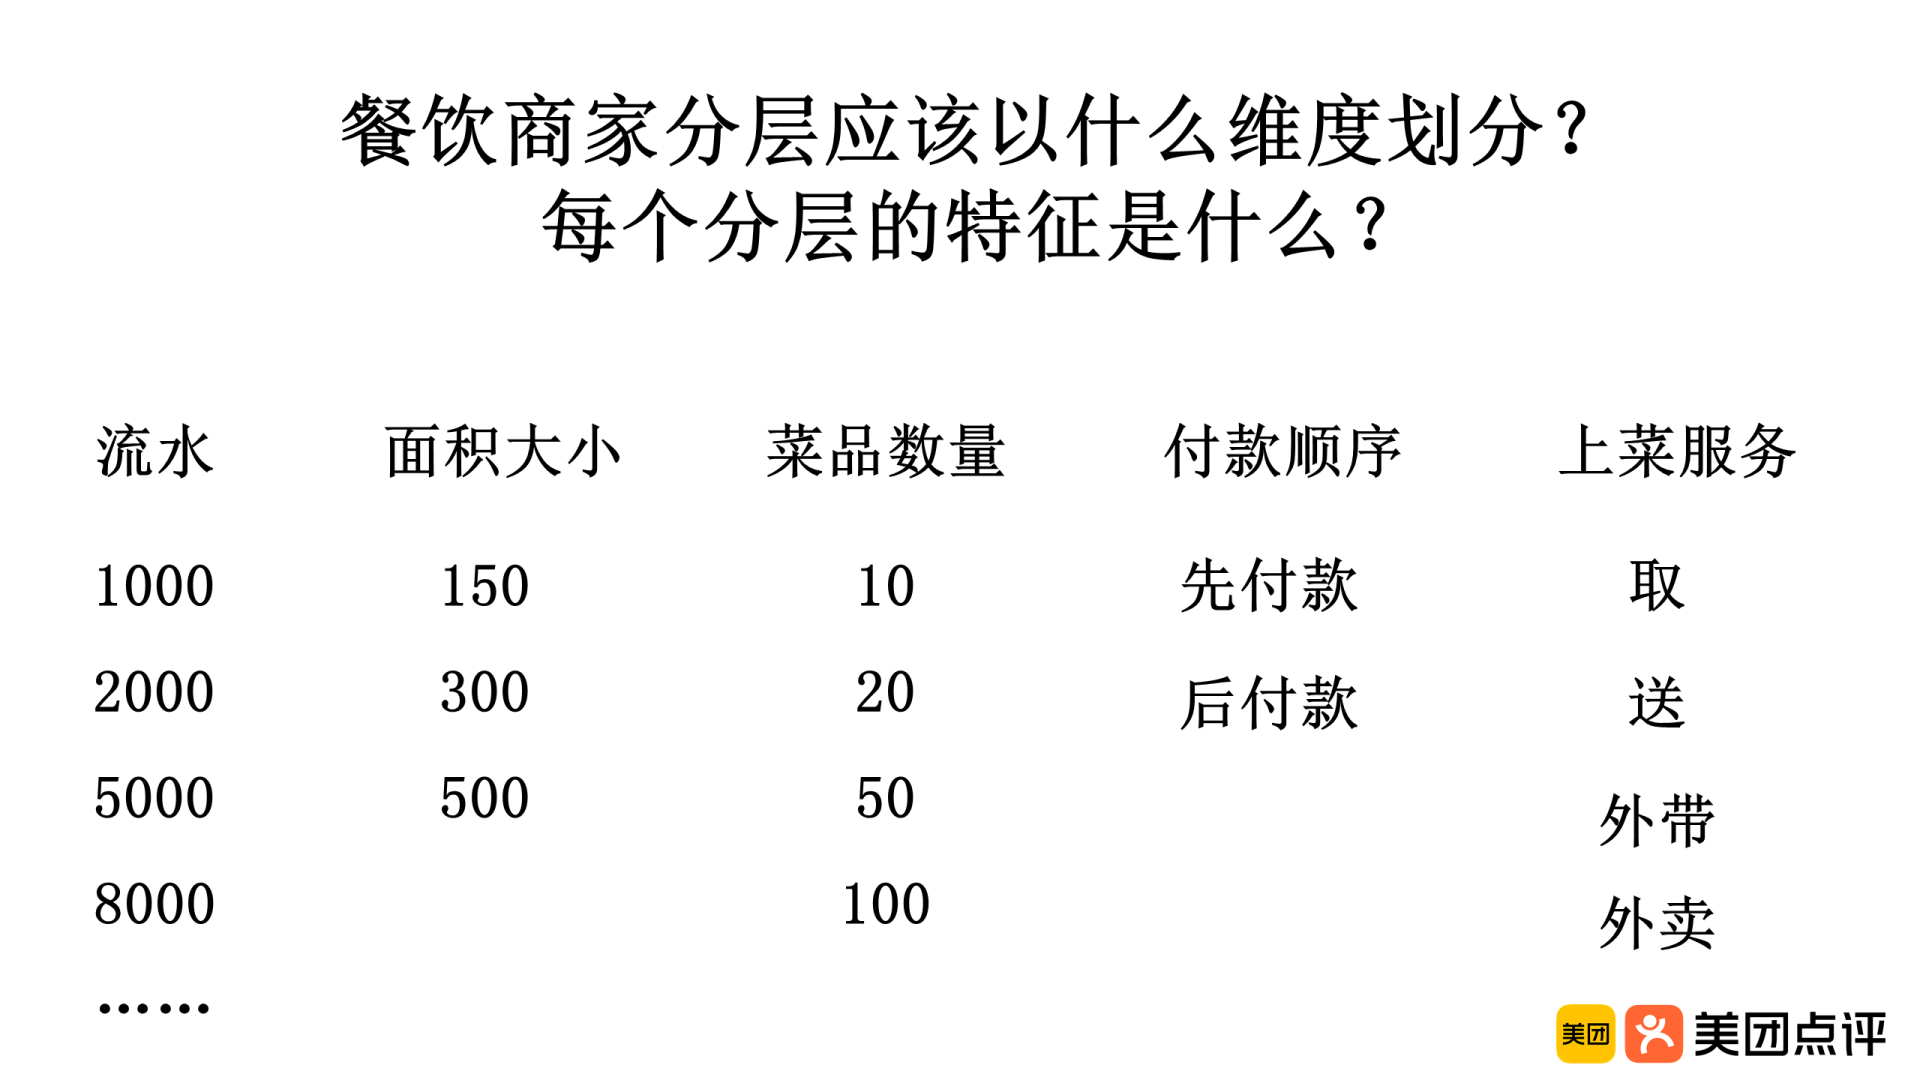 餐饮商家分层应该以什么维度划分？
每个分层的特征是什么？
流水 面积大小 菜品数量 付款顺序 上菜服务
1000 150 10 先付款 取
2000 300 20 后付款 送
5000 500 50 外带
8000 100 外卖
……
美团 美团点评